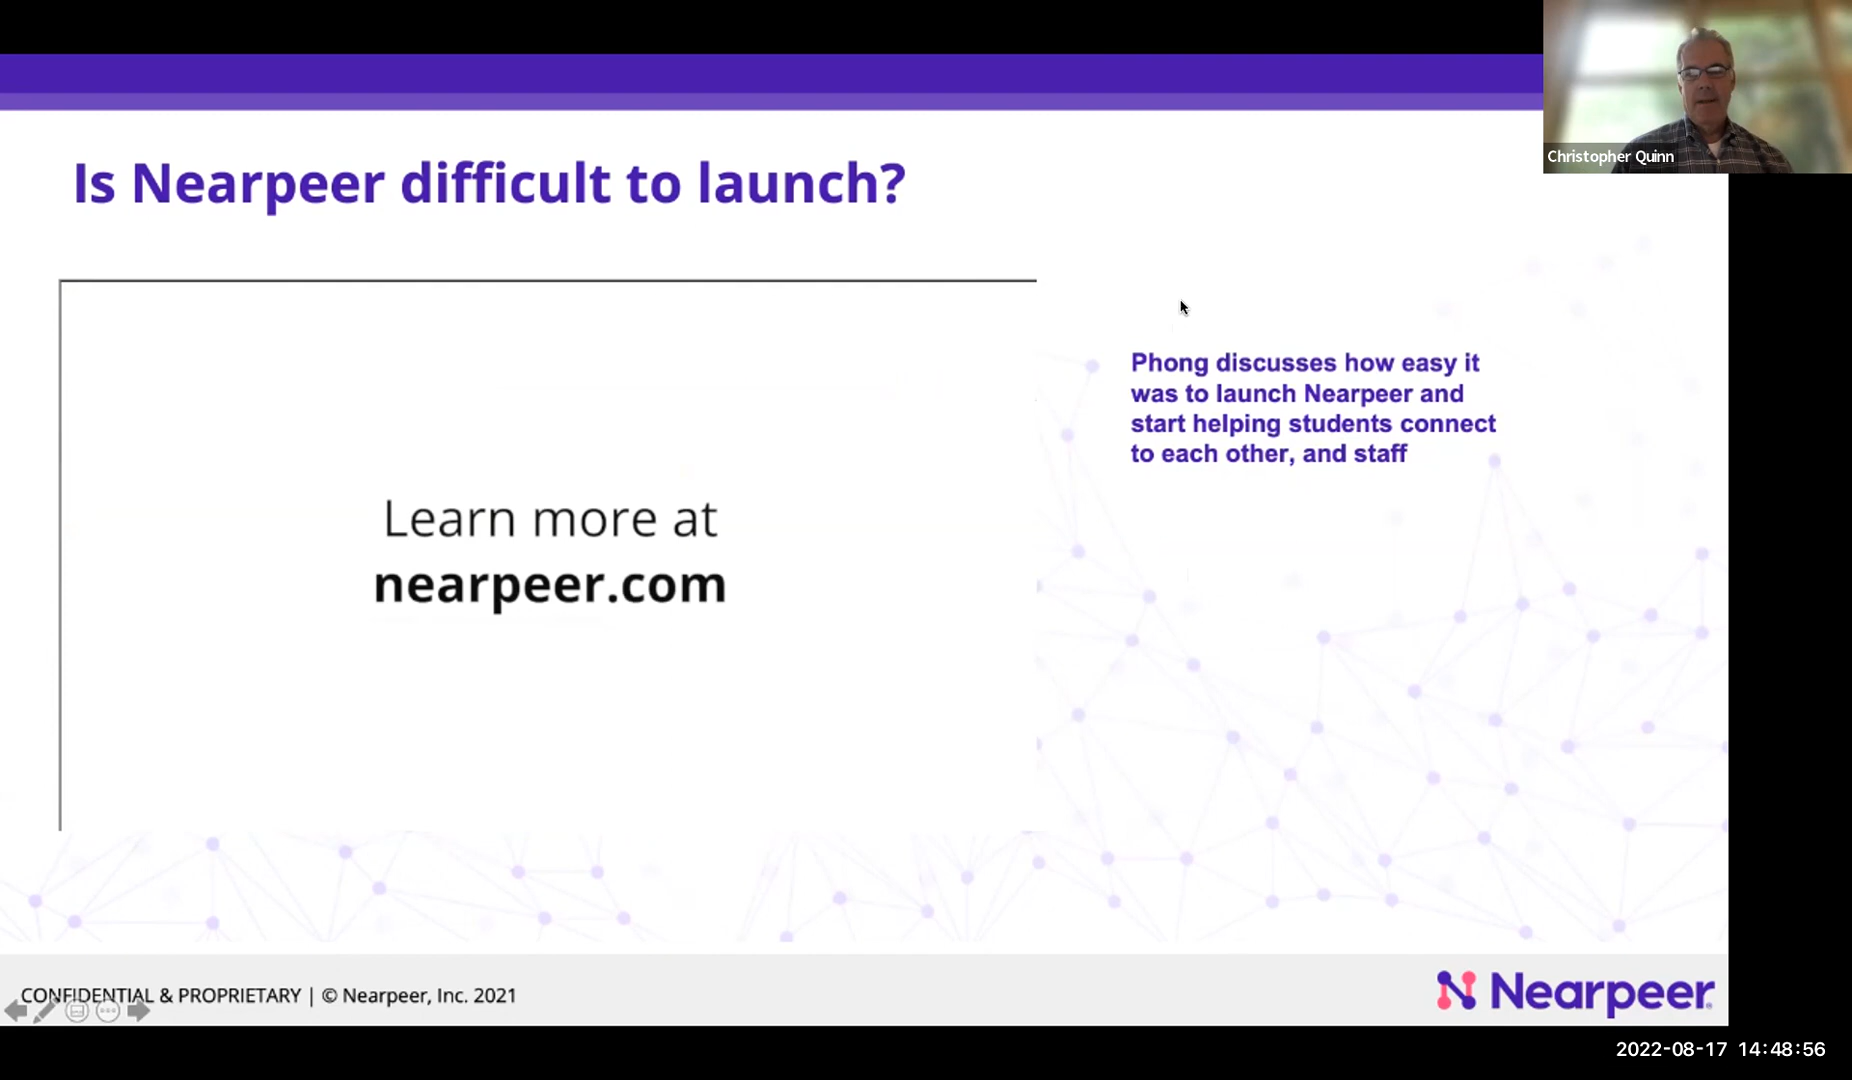 Christopher Quinn
Is Nearpeer difficult to launch?
Phong discusses how easy it
was to launch Nearpeer and
start helping students connect
to each other, and staff
Learn more at
nearpeer.com
CONFIDENTIAL & PROPRIETARY | © Nearpeer, Inc. 2021
Nearpeer
2022-08-17 14:48:56